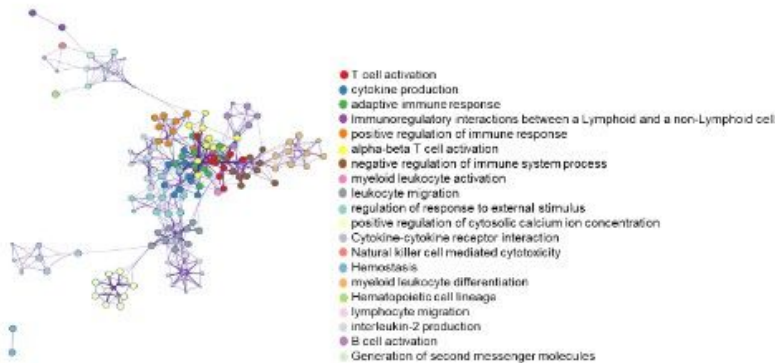 T cell activation
cytokine production
adaptive immune response
Immunoregulatory interactions between a Lymphoid and a non-Lymphoid cell
positive regulation of immune response
alpha-beta T cell activation
negative regulation of immune system process
myeloid leukocyte activation
leukocyte migration
regulation of response to external stimulus
positive regulation of cytosolic calcium ion concentration
Cytokine-cytokine receptor interaction
Natural killer cell mediated cytotoxicity
Hemostasis
myeloid leukocyte differentiation
Hematopoietic cell lineage
lymphocyte migration
interleukin-2 production
B cell activation
Generation of second messenger molecules